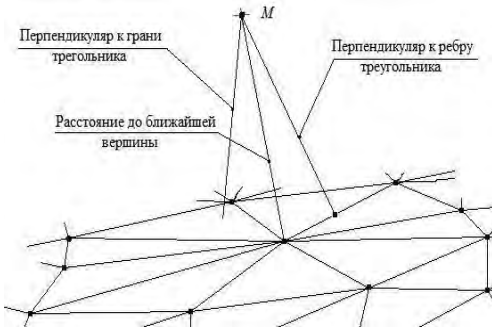 M
Перпендикуляр к грани
трегольника
Перпендикуляр к ребру
треугольника
Расстояние до ближайшей
вершины